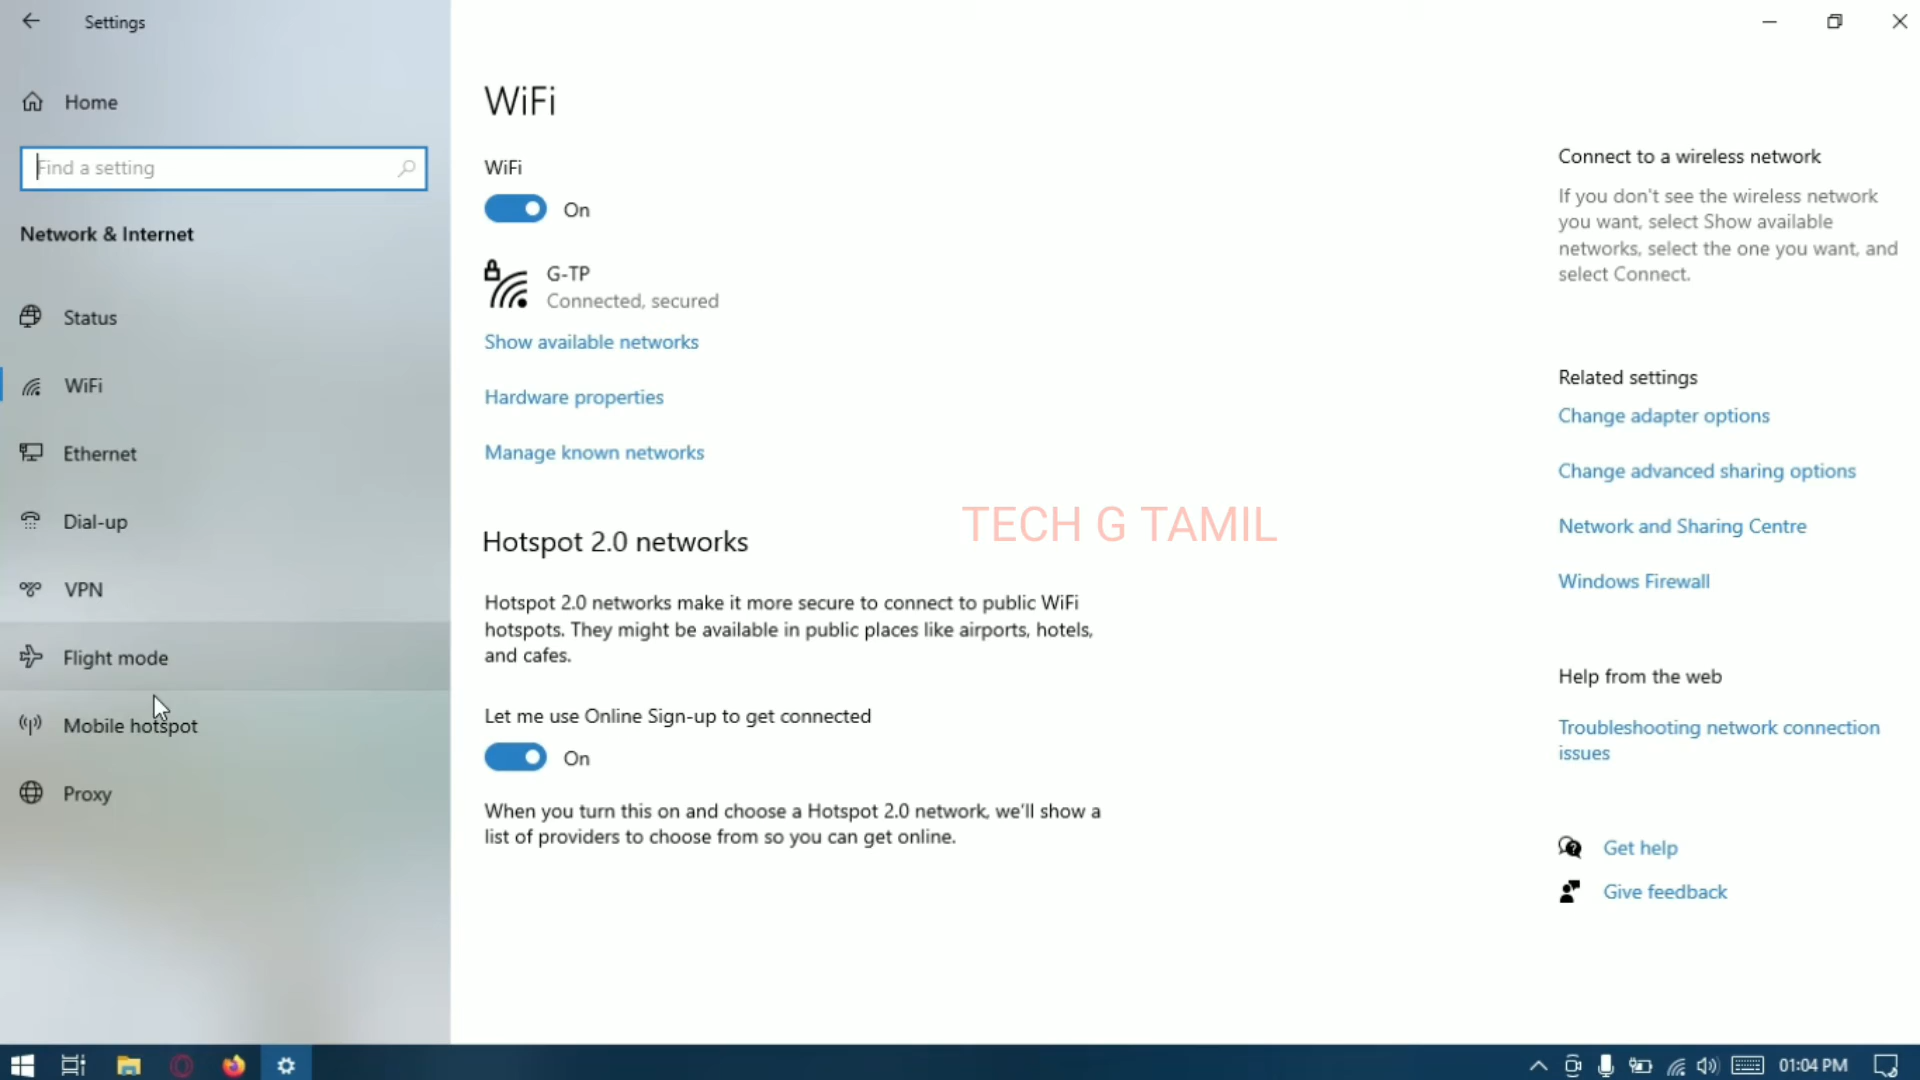 Settings
Home
Find a setting
Network & Internet
Status
WiFi
Ethernet
Dial-up
VPN
Flight mode
Mobile hotspot
Proxy
WiFi
WiFi
On
G-TP
Connected, secured
Show available networks
Hardware properties
Manage known networks
TECH G TAMIL
Hotspot 2.0 networks
Hotspot 2.0 networks make it more secure to connect to public WiFi
hotspots. They might be available in public places like airports, hotels,
and cafes.
Let me use Online Sign-up to get connected
On
When you turn this on and choose a Hotspot 2.0 network, we'll show a
list of providers to choose from so you can get online.
Connect to a wireless network
If you don't see the wireless network
you want, select Show available
networks, select the one you want, and
select Connect.
Related settings
Change adapter options
Change advanced sharing options
Network and Sharing Centre
Windows Firewall
Help from the web
Troubleshooting network connection
issues
Get help
Give feedback
01:04 PM